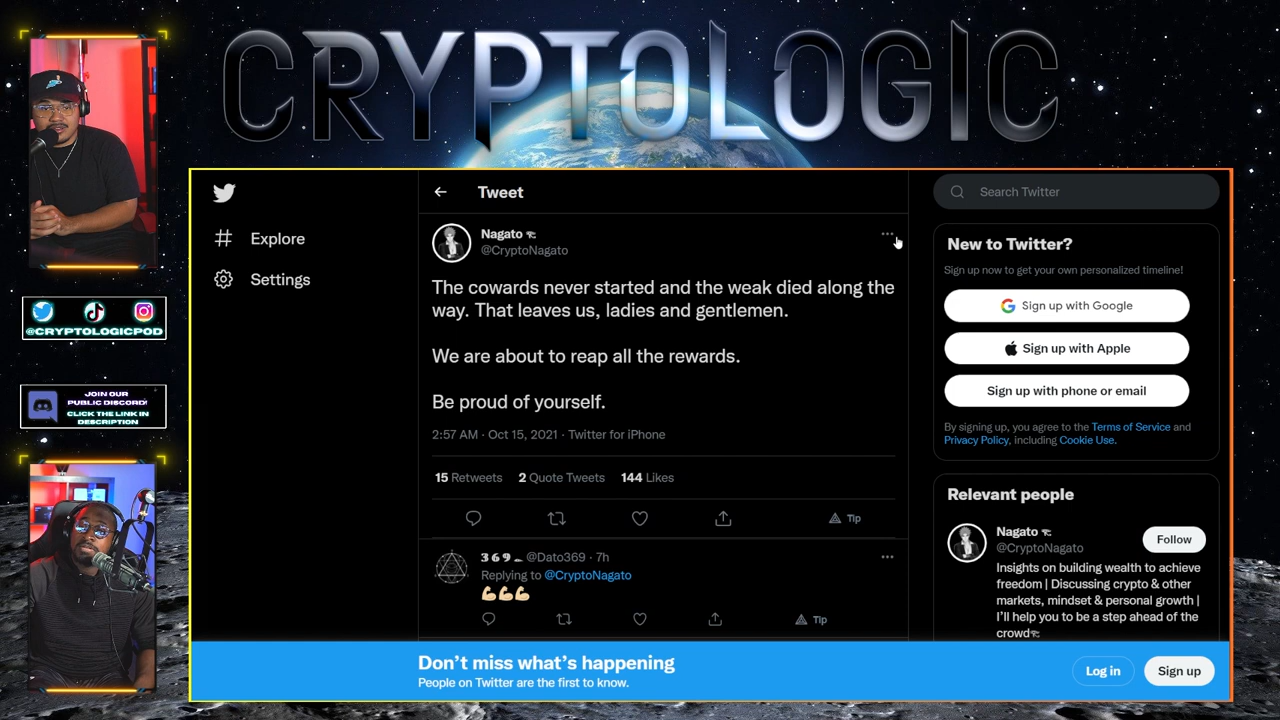 CRYPTOLOGIC
@CRYPTOLOGICPOD
JOIN OUR
PUBLIC DISCORD!
CLICK THE LINK IN
DESCRIPTION
Explore
Settings
Tweet
Nagato
@CryptoNagato
The cowards never started and the weak died along the
way. That leaves us, ladies and gentlemen.
We are about to reap all the rewards.
Be proud of yourself.
2:57 AM · Oct 15, 2021 · Twitter for iPhone
15 Retweets 2 Quote Tweets 144 Likes
Tip
3 6 9 @Dato369 · 7h
Replying to @CryptoNagato
💪🏼💪🏼💪🏼
Tip
Search Twitter
New to Twitter?
Sign up now to get your own personalized timeline!
Sign up with Google
Sign up with Apple
Sign up with phone or email
By signing up, you agree to the Terms of Service and
Privacy Policy, including Cookie Use.
Relevant people
Nagato
@CryptoNagato
Follow
Insights on building wealth to achieve
freedom | Discussing crypto & other
markets, mindset & personal growth |
I'll help you to be a step ahead of the
crowd
Don't miss what's happening
People on Twitter are the first to know.
Log in
Sign up